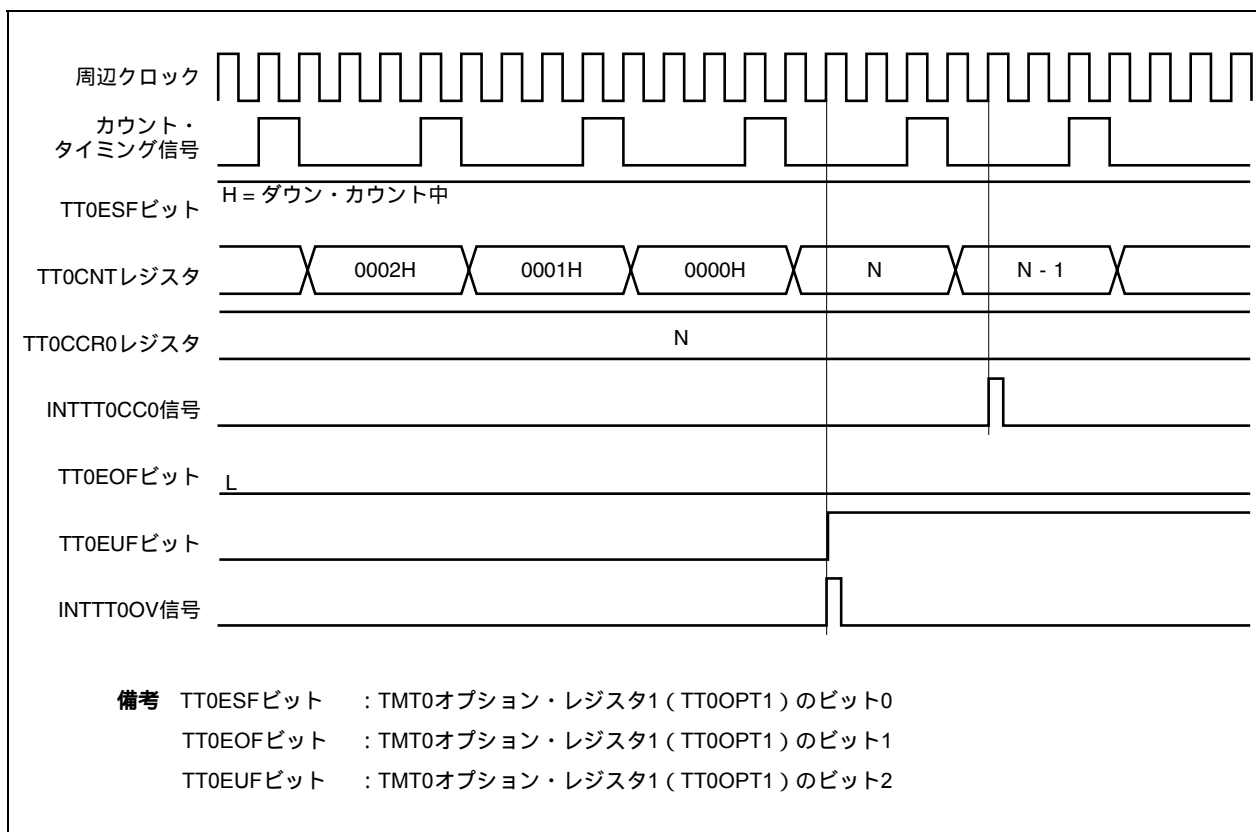 周辺クロック
カウント・
タイミング信号
H = ダウン・カウント中
TT0ESFビット
TT0CNTレジスタ
0002H 0001H 0000H N N - 1
TT0CCR0レジスタ
N
INTTT0CC0信号
TT0EOFビット
L
TT0EUFビット
INTTT0OV信号
備考 TT0ESFビット :TMT0オプション・レジスタ1(TT0OPT1)のビット0
TT0EOFビット :TMT0オプション・レジスタ1(TT0OPT1)のビット1
TT0EUFビット :TMT0オプション・レジスタ1(TT0OPT1)のビット2